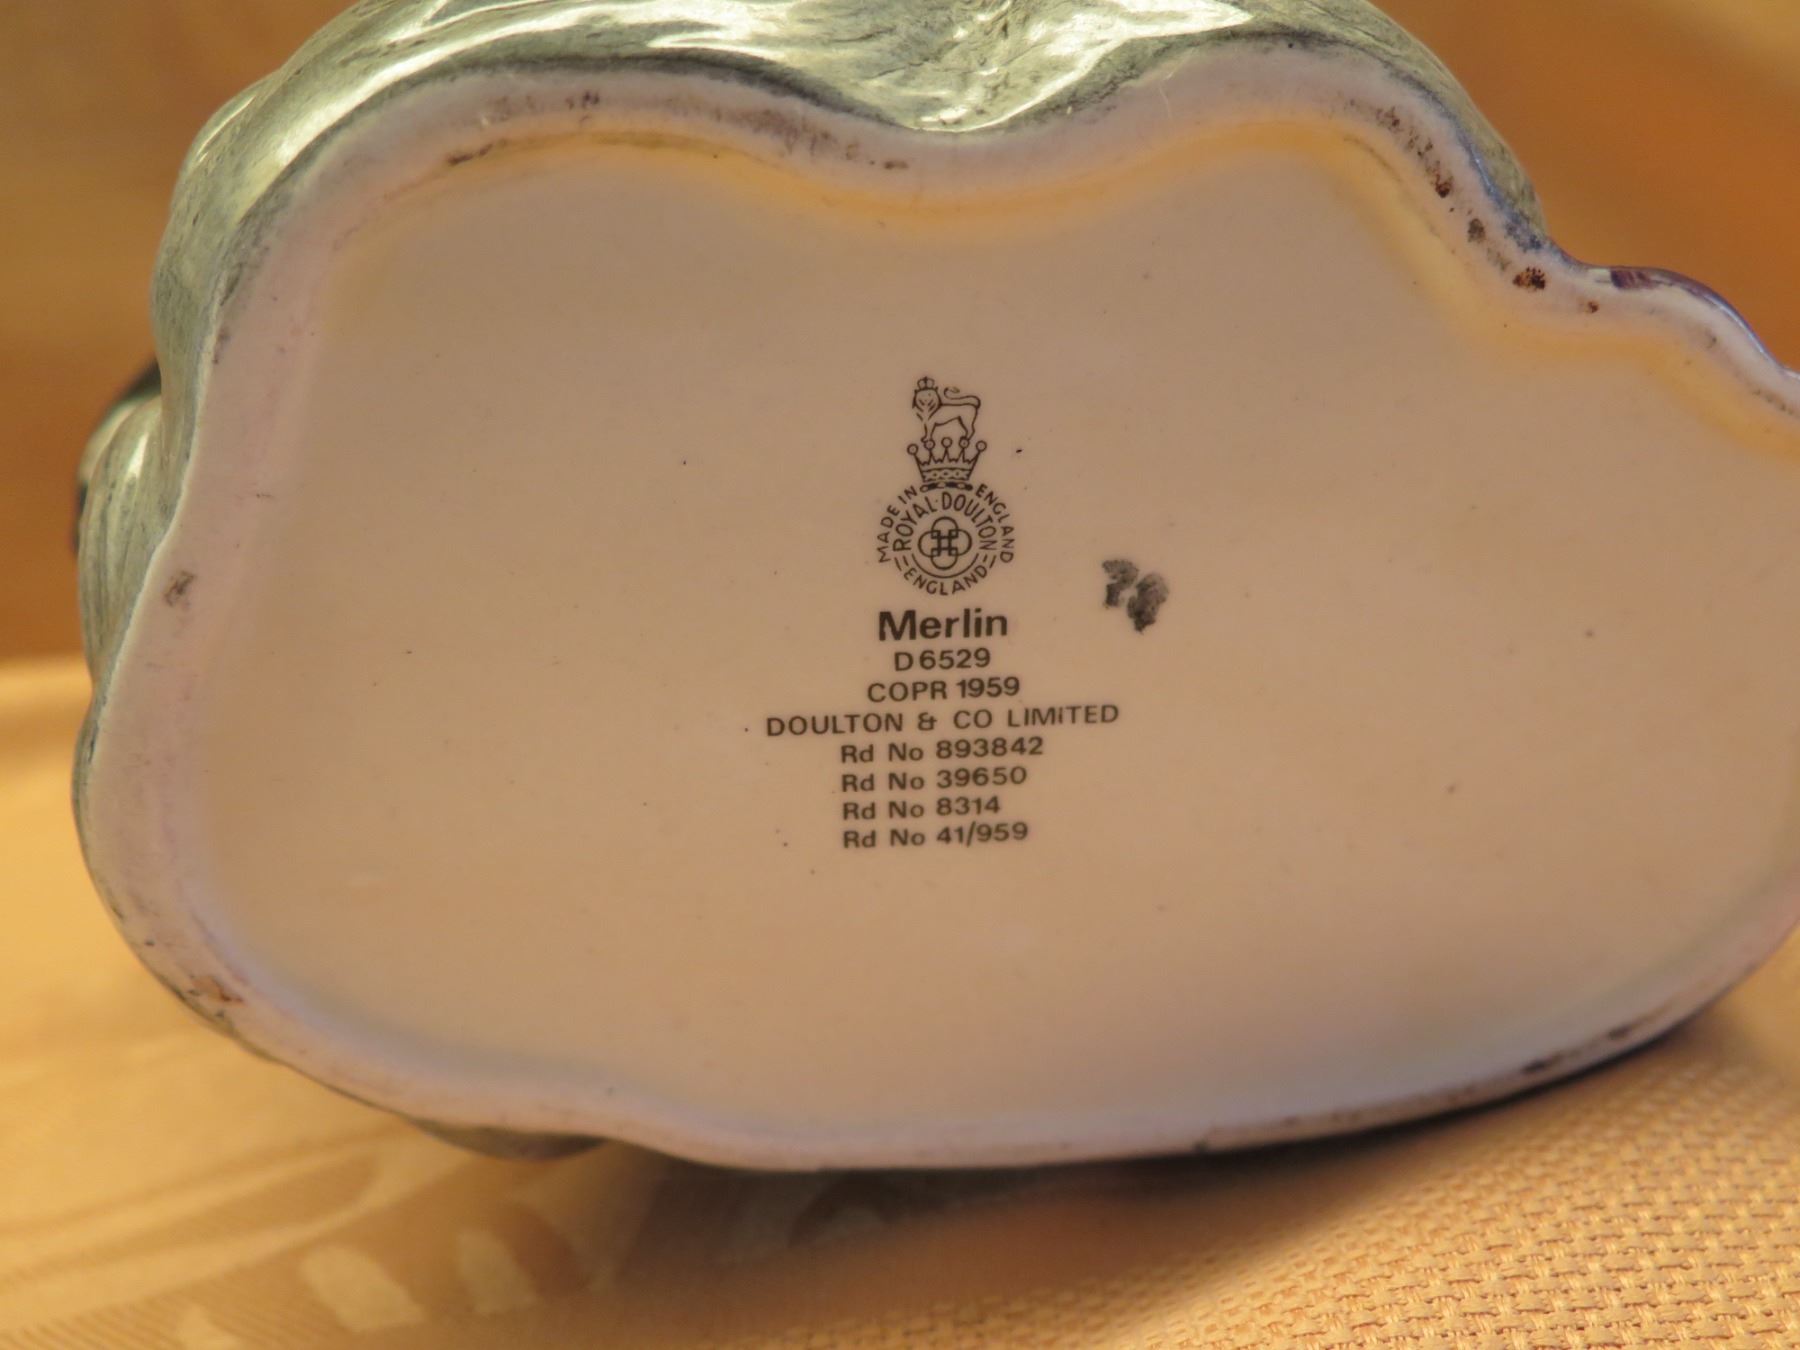 MADE IN ENGLAND
ROYAL·DOULTON
ENGLAND
Merlin
D 6529
COPR 1959
DOULTON & CO LIMITED
Rd No 893842
Rd No 39650
Rd No 8314
Rd No 41/959